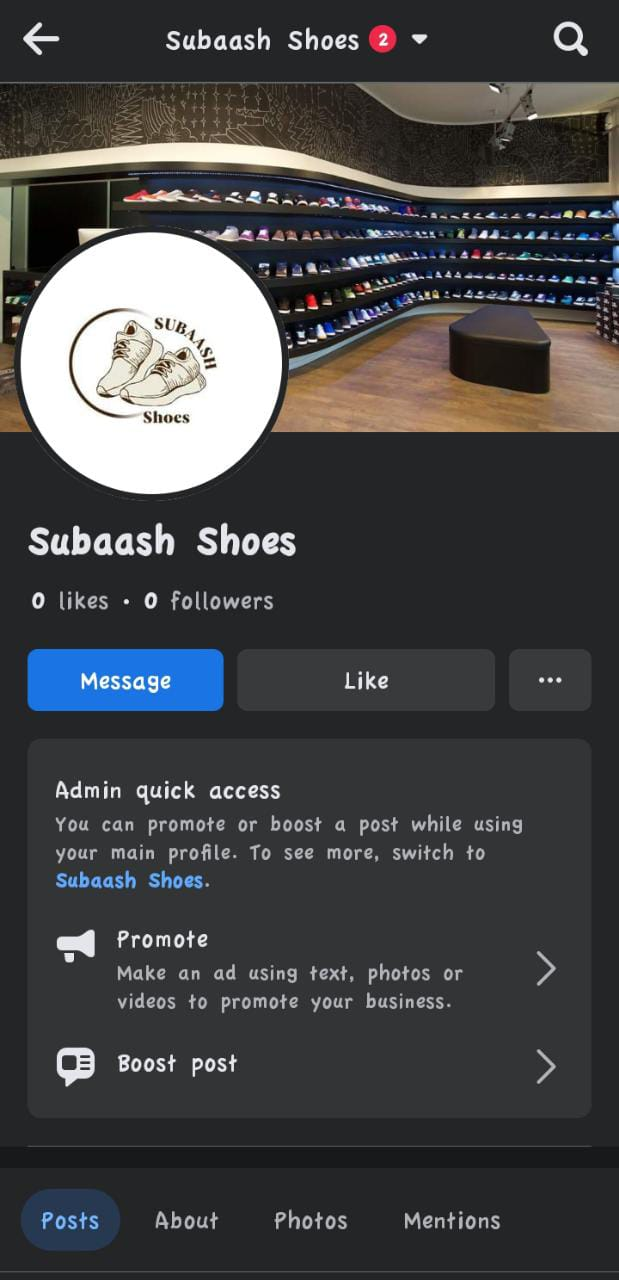 Subaash Shoes 2
SUBAASH
Shoes
Subaash Shoes
0 likes • 0 followers
Message Like ...
Admin quick access
You can promote or boost a post while using
your main profile. To see more, switch to
Subaash Shoes.
Promote
Make an ad using text, photos or
videos to promote your business.
Boost post
Posts About Photos Mentions